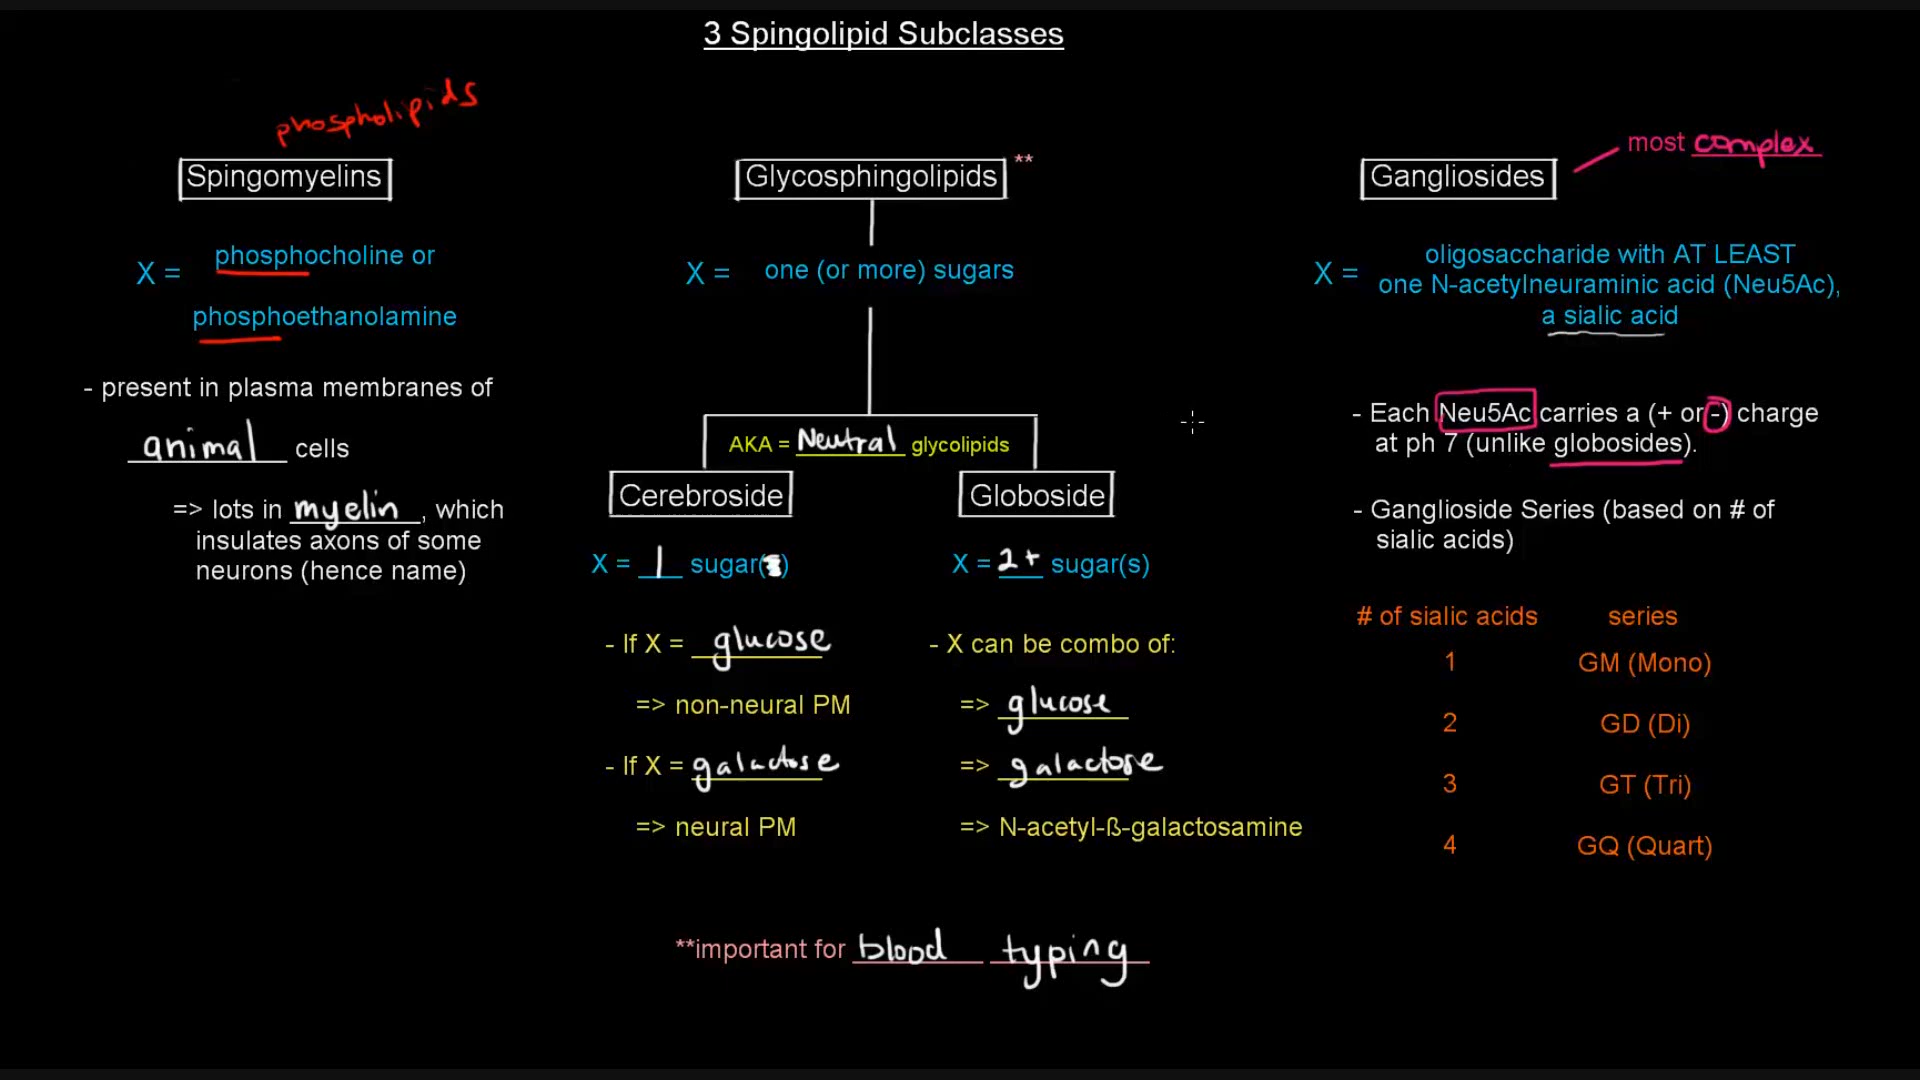 3 Spingolipid Subclasses
phospholipids
Spingomyelins
X = phosphocholine or
phosphoethanolamine
- present in plasma membranes of
animal cells
=> lots in myelin, which
insulates axons of some
neurons (hence name)
Glycosphingolipids **
X = one (or more) sugars
AKA = Neutral glycolipids
Cerebroside
X = 1 sugar(s)
- If X = glucose
=> non-neural PM
- If X = galactose
=> neural PM
Globoside
X = 2+ sugar(s)
- X can be combo of:
=> glucose
=> galactose
=> N-acetyl-ß-galactosamine
**important for blood typing
Gangliosides
most complex
X = oligosaccharide with AT LEAST
one N-acetylneuraminic acid (Neu5Ac),
a sialic acid
- Each Neu5Ac carries a (+ or -) charge
at ph 7 (unlike globosides).
- Ganglioside Series (based on # of
sialic acids)
# of sialic acids series
1 GM (Mono)
2 GD (Di)
3 GT (Tri)
4 GQ (Quart)